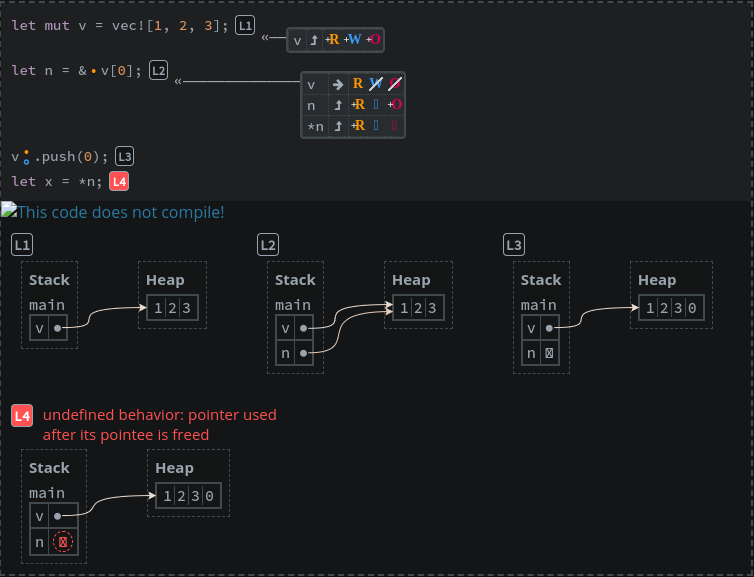 let mut v = vec![1, 2, 3]; L1
«— v +R +W +O
let n = &v[0]; L2
«— v R W O
n +R +O
*n +R
v.push(0); L3
let x = *n; L4
This code does not compile!
L1 L2 L3
Stack Heap Stack Heap Stack Heap
main main main
1 2 3 1 2 3 1 2 3 0
v v v
n n
L4 undefined behavior: pointer used
after its pointee is freed
Stack Heap
main
1 2 3 0
v
n